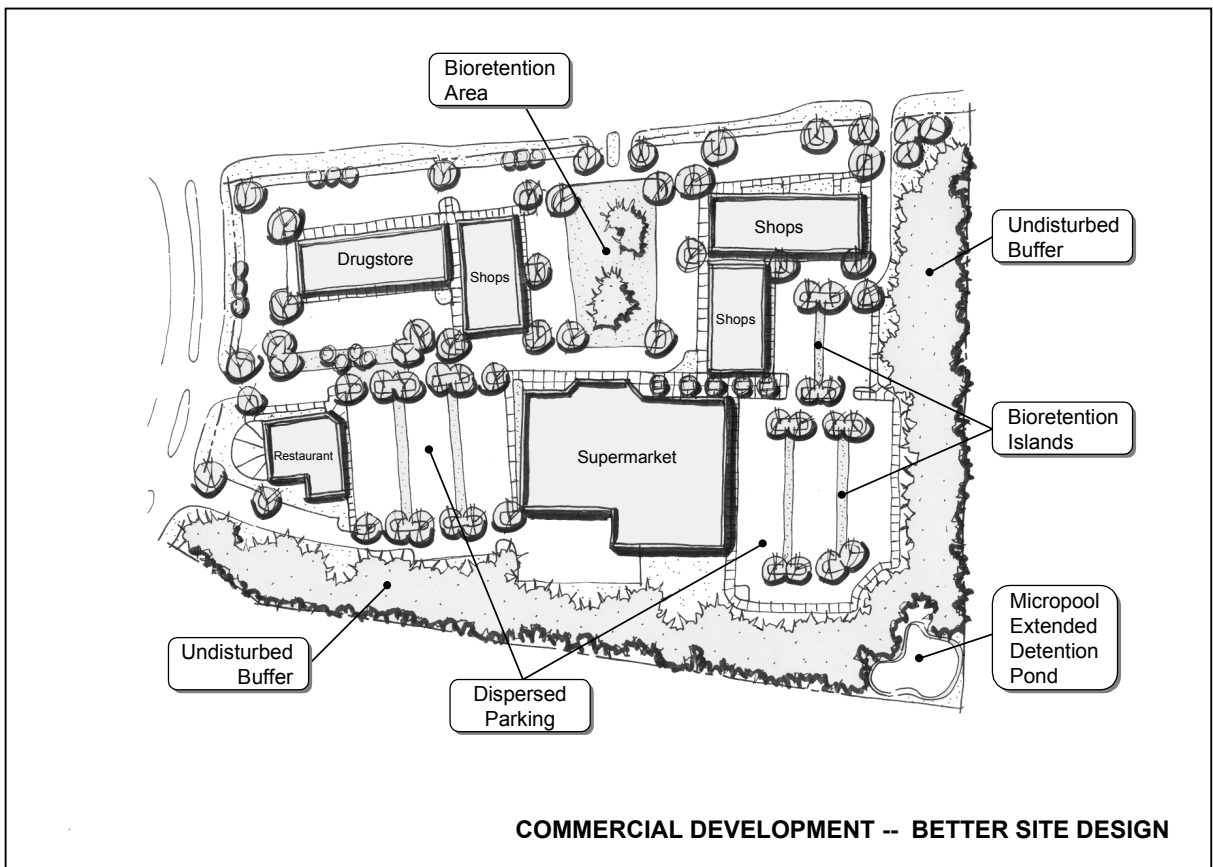 Bioretention
Area
Shops
Undisturbed
Buffer
Drugstore
Shops
Shops
Bioretention
Islands
Restaurant
Supermarket
Micropool
Extended
Detention
Pond
Undisturbed
Buffer
Dispersed
Parking
COMMERCIAL DEVELOPMENT -- BETTER SITE DESIGN